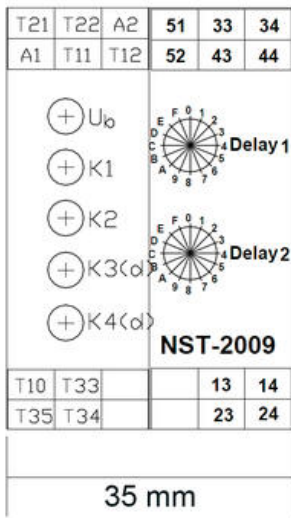 T21 T22 A2 51 33 34
A1 T11 T12 52 43 44
Ub
F 0 1 2 3 4 5 6 7 8 9 A B C D E
Delay 1
K1
K2
F 0 1 2 3 4 5 6 7 8 9 A B C D E
Delay 2
K3(d)
K4(d)
NST-2009
T10 T33 13 14
T35 T34 23 24
35 mm